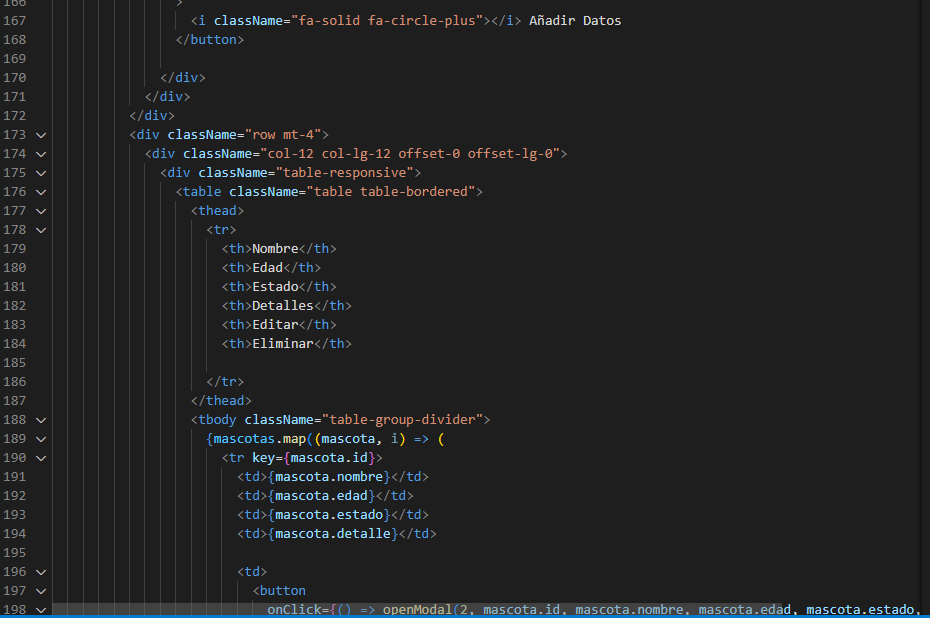 166 >
167 <i className="fa-solid fa-circle-plus"></i> Añadir Datos
168 </button>
169
170 </div>
171 </div>
172 </div>
173 <div className="row mt-4">
174 <div className="col-12 col-lg-12 offset-0 offset-lg-0">
175 <div className="table-responsive">
176 <table className="table table-bordered">
177 <thead>
178 <tr>
179 <th>Nombre</th>
180 <th>Edad</th>
181 <th>Estado</th>
182 <th>Detalles</th>
183 <th>Editar</th>
184 <th>Eliminar</th>
185
186 </tr>
187 </thead>
188 <tbody className="table-group-divider">
189 {mascotas.map((mascota, i) => (
190 <tr key={mascota.id}>
191 <td>{mascota.nombre}</td>
192 <td>{mascota.edad}</td>
193 <td>{mascota.estado}</td>
194 <td>{mascota.detalle}</td>
195
196 <td>
197 <button
198 onClick={() => openModal(2, mascota.id, mascota.nombre, mascota.edad, mascota.estado,